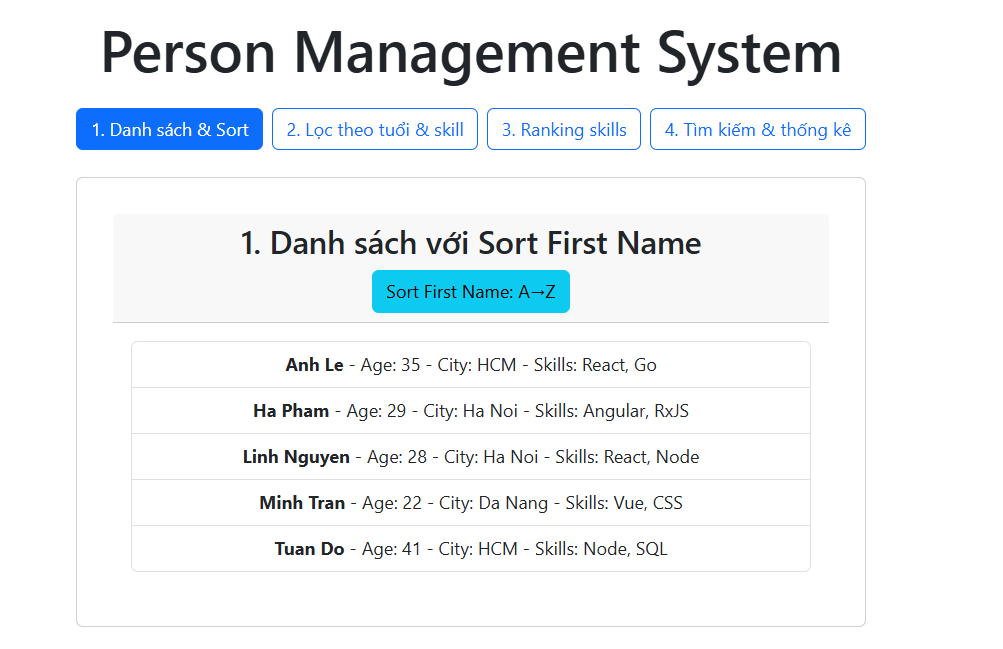 Person Management System
1. Danh sách & Sort
2. Lọc theo tuổi & skill
3. Ranking skills
4. Tìm kiếm & thống kê
1. Danh sách với Sort First Name
Sort First Name: A→Z
Anh Le - Age: 35 - City: HCM - Skills: React, Go
Ha Pham - Age: 29 - City: Ha Noi - Skills: Angular, RxJS
Linh Nguyen - Age: 28 - City: Ha Noi - Skills: React, Node
Minh Tran - Age: 22 - City: Da Nang - Skills: Vue, CSS
Tuan Do - Age: 41 - City: HCM - Skills: Node, SQL